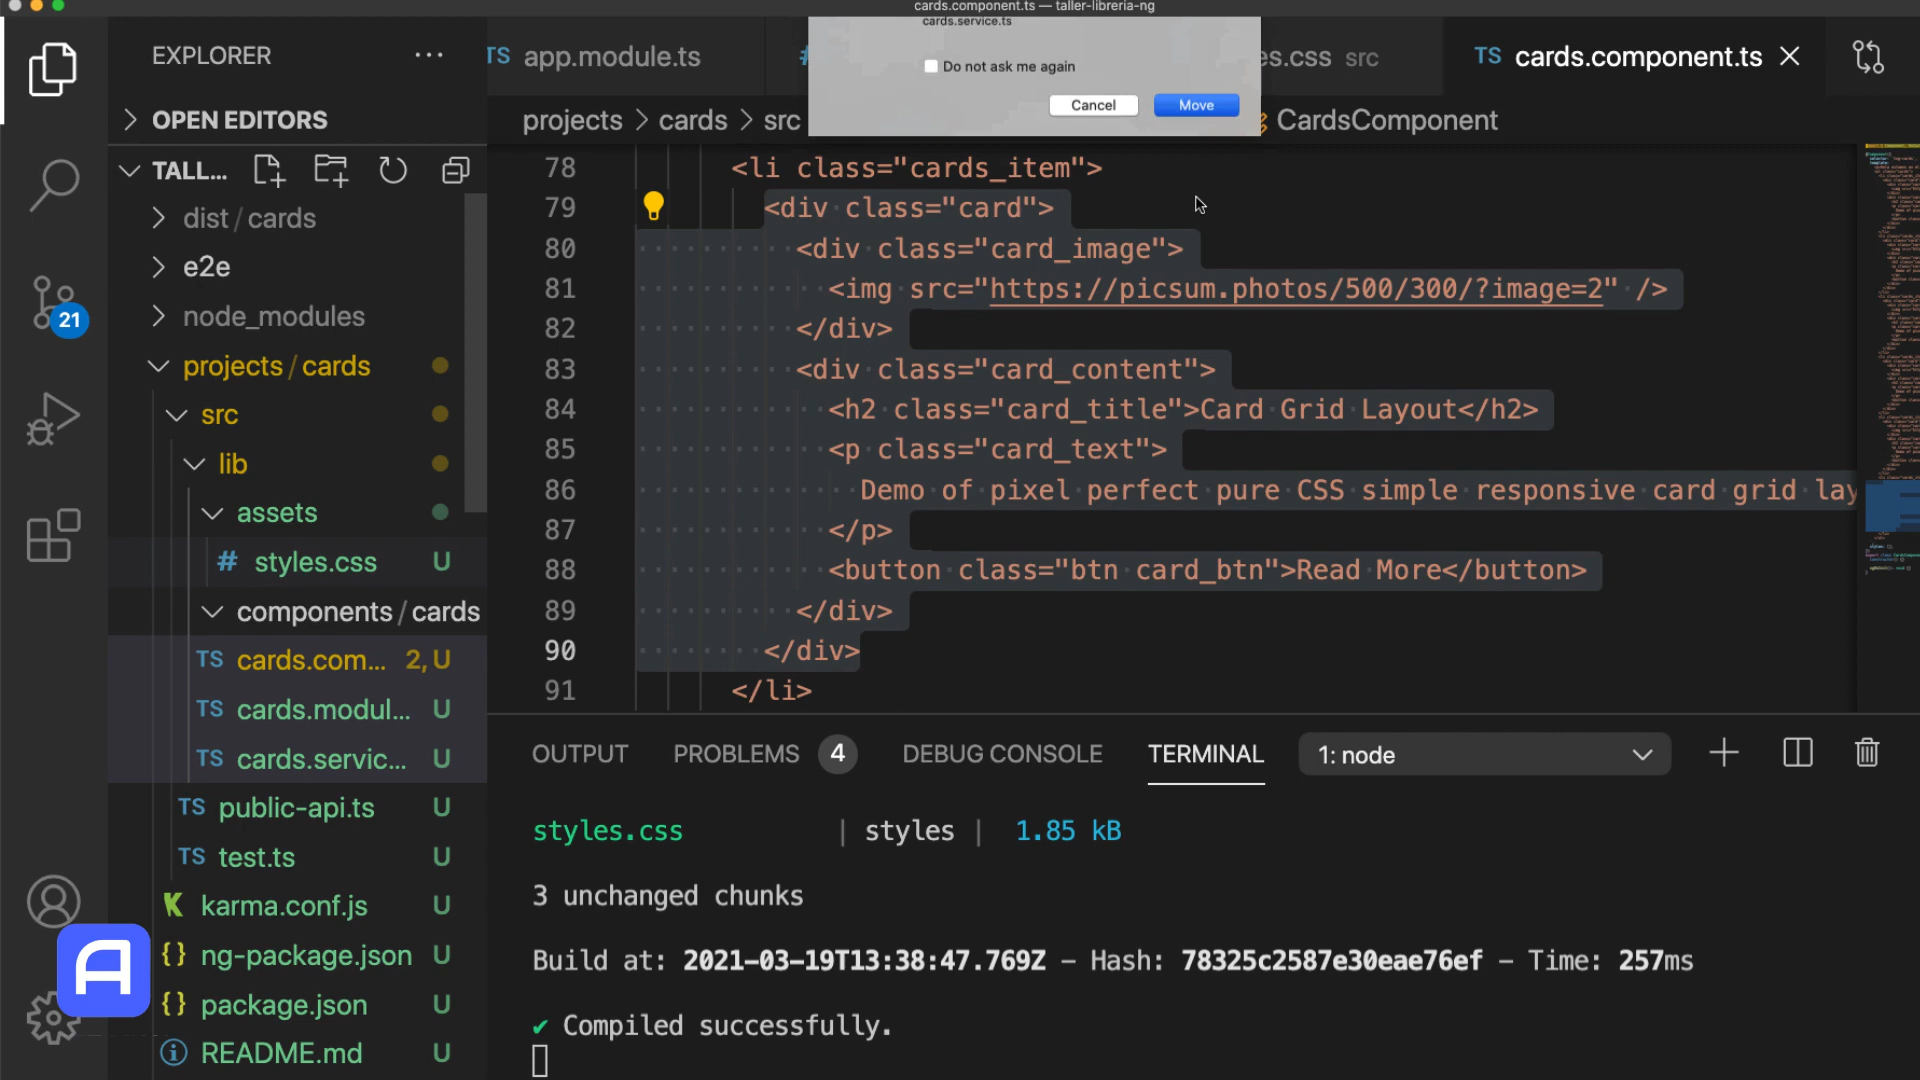 cards.component.ts — taller-libreria-ng
cards.service.ts
Do not ask me again
Cancel
Move
EXPLORER
OPEN EDITORS
TALL...
dist / cards
e2e
node_modules
projects / cards
src
lib
assets
# styles.css U
components / cards
TS cards.com... 2, U
TS cards.modul... U
TS cards.servic... U
TS public-api.ts U
TS test.ts U
karma.conf.js U
{} ng-package.json U
{} package.json U
README.md U
21
TS app.module.ts
es.css src
TS cards.component.ts
projects > cards > src
CardsComponent
78 <li class="cards_item">
79 <div class="card">
80 <div class="card_image">
81 <img src="https://picsum.photos/500/300/?image=2" />
82 </div>
83 <div class="card_content">
84 <h2 class="card_title">Card Grid Layout</h2>
85 <p class="card_text">
86 Demo of pixel perfect pure CSS simple responsive card grid lay
87 </p>
88 <button class="btn card_btn">Read More</button>
89 </div>
90 </div>
91 </li>
OUTPUT PROBLEMS 4 DEBUG CONSOLE TERMINAL 1: node
styles.css | styles | 1.85 kB
3 unchanged chunks
Build at: 2021-03-19T13:38:47.769Z - Hash: 78325c2587e30eae76ef - Time: 257ms
✔ Compiled successfully.